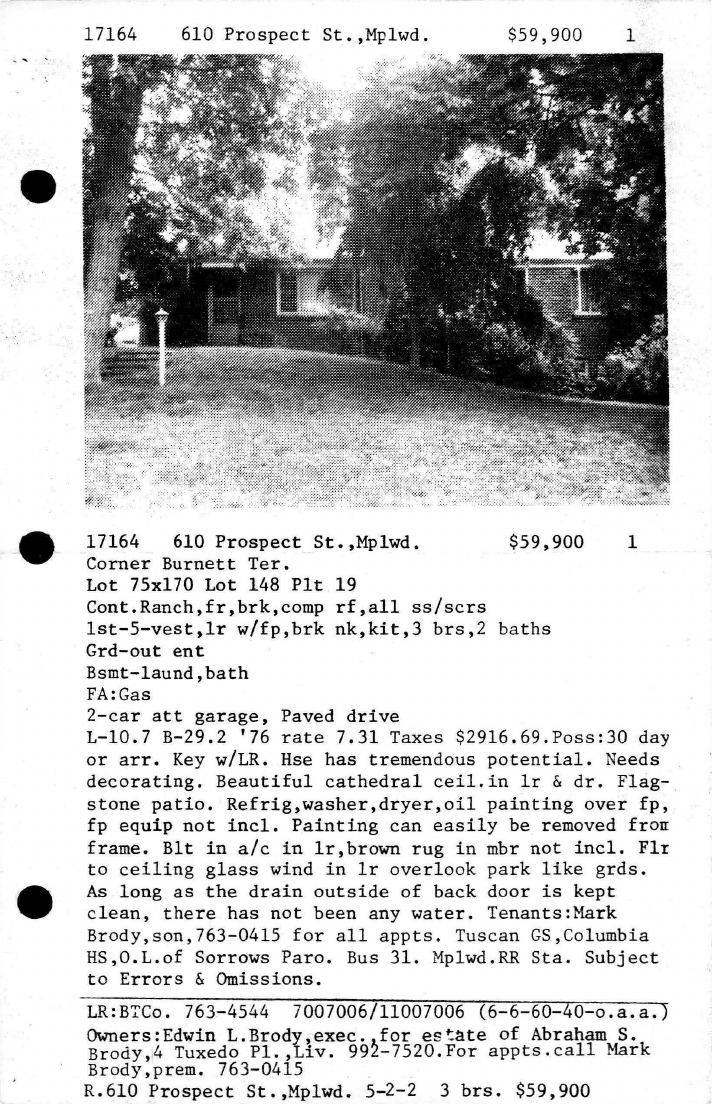 17164 610 Prospect St.,Mplwd. $59,900 1
17164 610 Prospect St.,Mplwd. $59,900 1
Corner Burnett Ter.
Lot 75x170 Lot 148 Plt 19
Cont.Ranch,fr,brk,comp rf,all ss/scrs
1st-5-vest,lr w/fp,brk nk,kit,3 brs,2 baths
Grd-out ent
Bsmt-laund,bath
FA:Gas
2-car att garage, Paved drive
L-10.7 B-29.2 '76 rate 7.31 Taxes $2916.69.Poss:30 day
or arr. Key w/LR. Hse has tremendous potential. Needs
decorating. Beautiful cathedral ceil.in lr & dr. Flag-
stone patio. Refrig,washer,dryer,oil painting over fp,
fp equip not incl. Painting can easily be removed from
frame. Blt in a/c in lr,brown rug in mbr not incl. Flr
to ceiling glass wind in lr overlook park like grds.
As long as the drain outside of back door is kept
clean, there has not been any water. Tenants:Mark
Brody,son,763-0415 for all appts. Tuscan GS,Columbia
HS,O.L.of Sorrows Paro. Bus 31. Mplwd.RR Sta. Subject
to Errors & Omissions.
LR:BTCo. 763-4544 7007006/11007006 (6-6-60-40-o.a.a.)
Owners:Edwin L.Brody,exec.,for estate of Abraham S.
Brody,4 Tuxedo Pl.,Liv. 992-7520.For appts.call Mark
Brody,prem. 763-0415
R.610 Prospect St.,Mplwd. 5-2-2 3 brs. $59,900